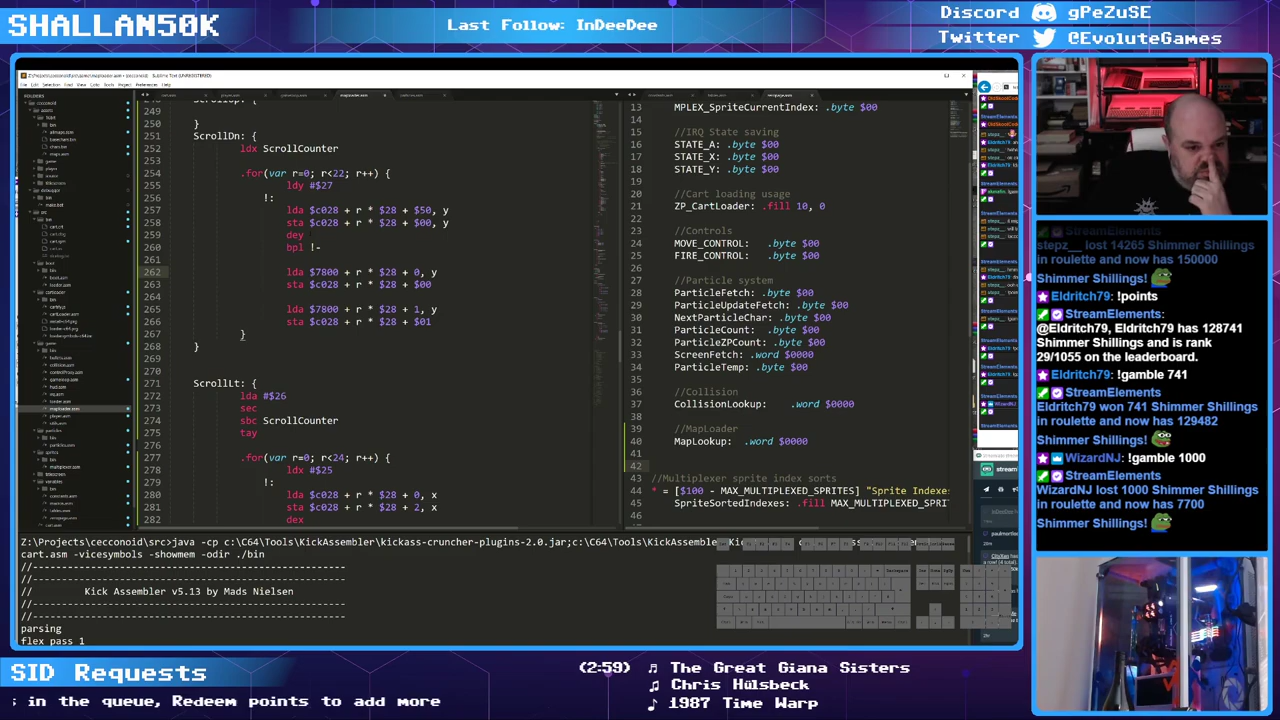 SHALLAN50K
Last Follow: InDeeDee
Discord gPeZuSE
Twitter @EvoluteGames
249
250 }
251 ScrollDn: {
252 ldx ScrollCounter
253
254 .for(var r=0; r<22; r++) {
255 ldy #$27
256 !:
257 lda $c028 + r * $28 + $50, y
258 sta $c028 + r * $28 + $00, y
259 dey
260 bpl !-
261
262 lda $7800 + r * $28 + 0, y
263 sta $c028 + r * $28 + $00
264
265 lda $7800 + r * $28 + 1, y
266 sta $c028 + r * $28 + $01
267 }
268 }
269
270
271 ScrollLt: {
272 lda #$26
273 sec
274 sbc ScrollCounter
275 tay
276
277 .for(var r=0; r<24; r++) {
278 ldx #$25
279 !:
280 lda $c028 + r * $28 + 0, x
281 sta $c028 + r * $28 + 2, x
282 dex
13 MPLEX_SpriteCurrentIndex: .byte $00
14
15 //IRQ State saving
16 STATE_A: .byte $00
17 STATE_X: .byte $00
18 STATE_Y: .byte $00
19
20 //Cart loading usage
21 ZP_CartLoader: .fill 10, 0
22
23 //Controls
24 MOVE_CONTROL: .byte $00
25 FIRE_CONTROL: .byte $00
26
27 //Particle system
28 ParticleFetch: .byte $00
29 ParticleUpdateFetch: .byte $00
30 NextParticleChar: .byte $00
31 ParticleCount: .byte $00
32 ParticleZPCount: .byte $00
33 ScreenFetch: .word $0000
34 ParticleTemp: .byte $00
35
36 //Collision
37 CollisionLookup: .word $0000
38
39 //MapLoader
40 MapLookup: .word $0000
41
42
43 //Multiplexer sprite index sorts
44 * = [$100 - MAX_MULTIPLEXED_SPRITES] "Sprite Indexe
45 SpriteSortedIndexes: .fill MAX_MULTIPLEXED_SPRIT
46
Z:\Projects\cecconoid\src>java -cp c:\C64\Tools\KickAssembler\kickass-cruncher-plugins-2.0.jar;c:\C64\Tools\KickAssemble
cart.asm -vicesymbols -showmem -odir ./bin
//------------------------------------------------------
//------------------------------------------------------
// Kick Assembler v5.13 by Mads Nielsen
//------------------------------------------------------
//------------------------------------------------------
parsing
flex pass 1
stepz__ lost 14265 Shimmer Shillings
in roulette and now has 150000
Shimmer Shillings!
Eldritch79: !points
StreamElements:
@Eldritch79, Eldritch79 has 128741
Shimmer Shillings and is rank
29/1055 on the leaderboard.
Eldritch79: !gamble 741
StreamElements:
Eldritch79 won 741 Shimmer Shillings
in roulette and now has 129482
Shimmer Shillings!
WizardNJ: !gamble 1000
StreamElements:
WizardNJ lost 1000 Shimmer Shillings
in roulette and now has 7700
Shimmer Shillings!
SID Requests
s in the queue, Redeem points to add more
(2:59) The Great Giana Sisters
Chris Hülsbeck
1987 Time Warp